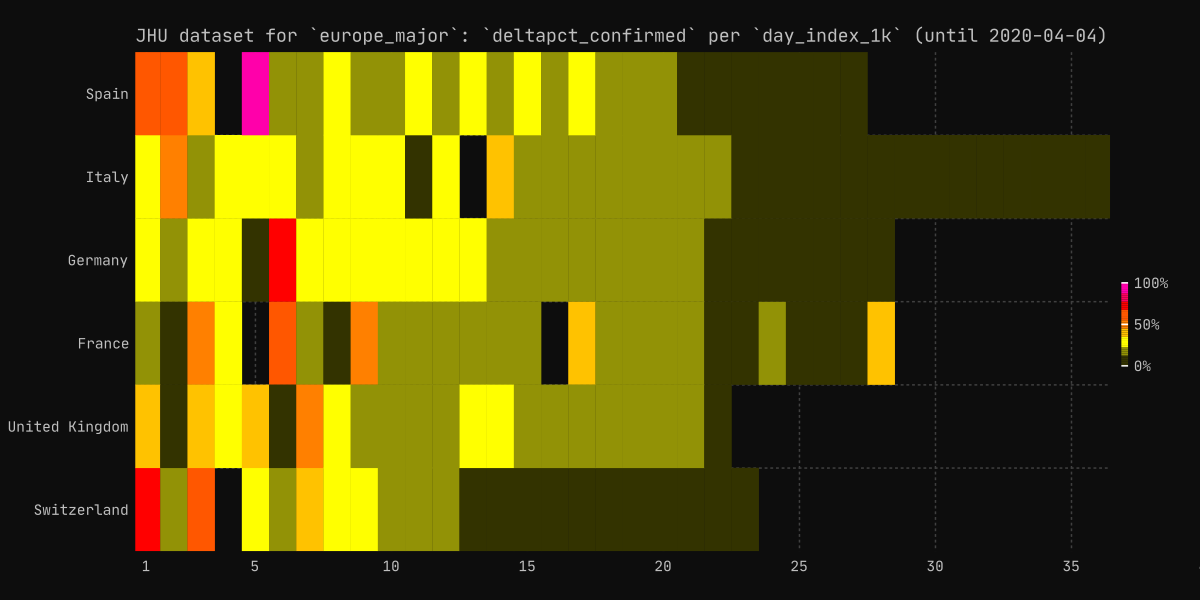 JHU dataset for `europe_major`: `deltapct_confirmed` per `day_index_1k` (until 2020-04-04)
Spain
Italy
Germany
France
United Kingdom
Switzerland
100%
50%
0%
1 5 10 15 20 25 30 35